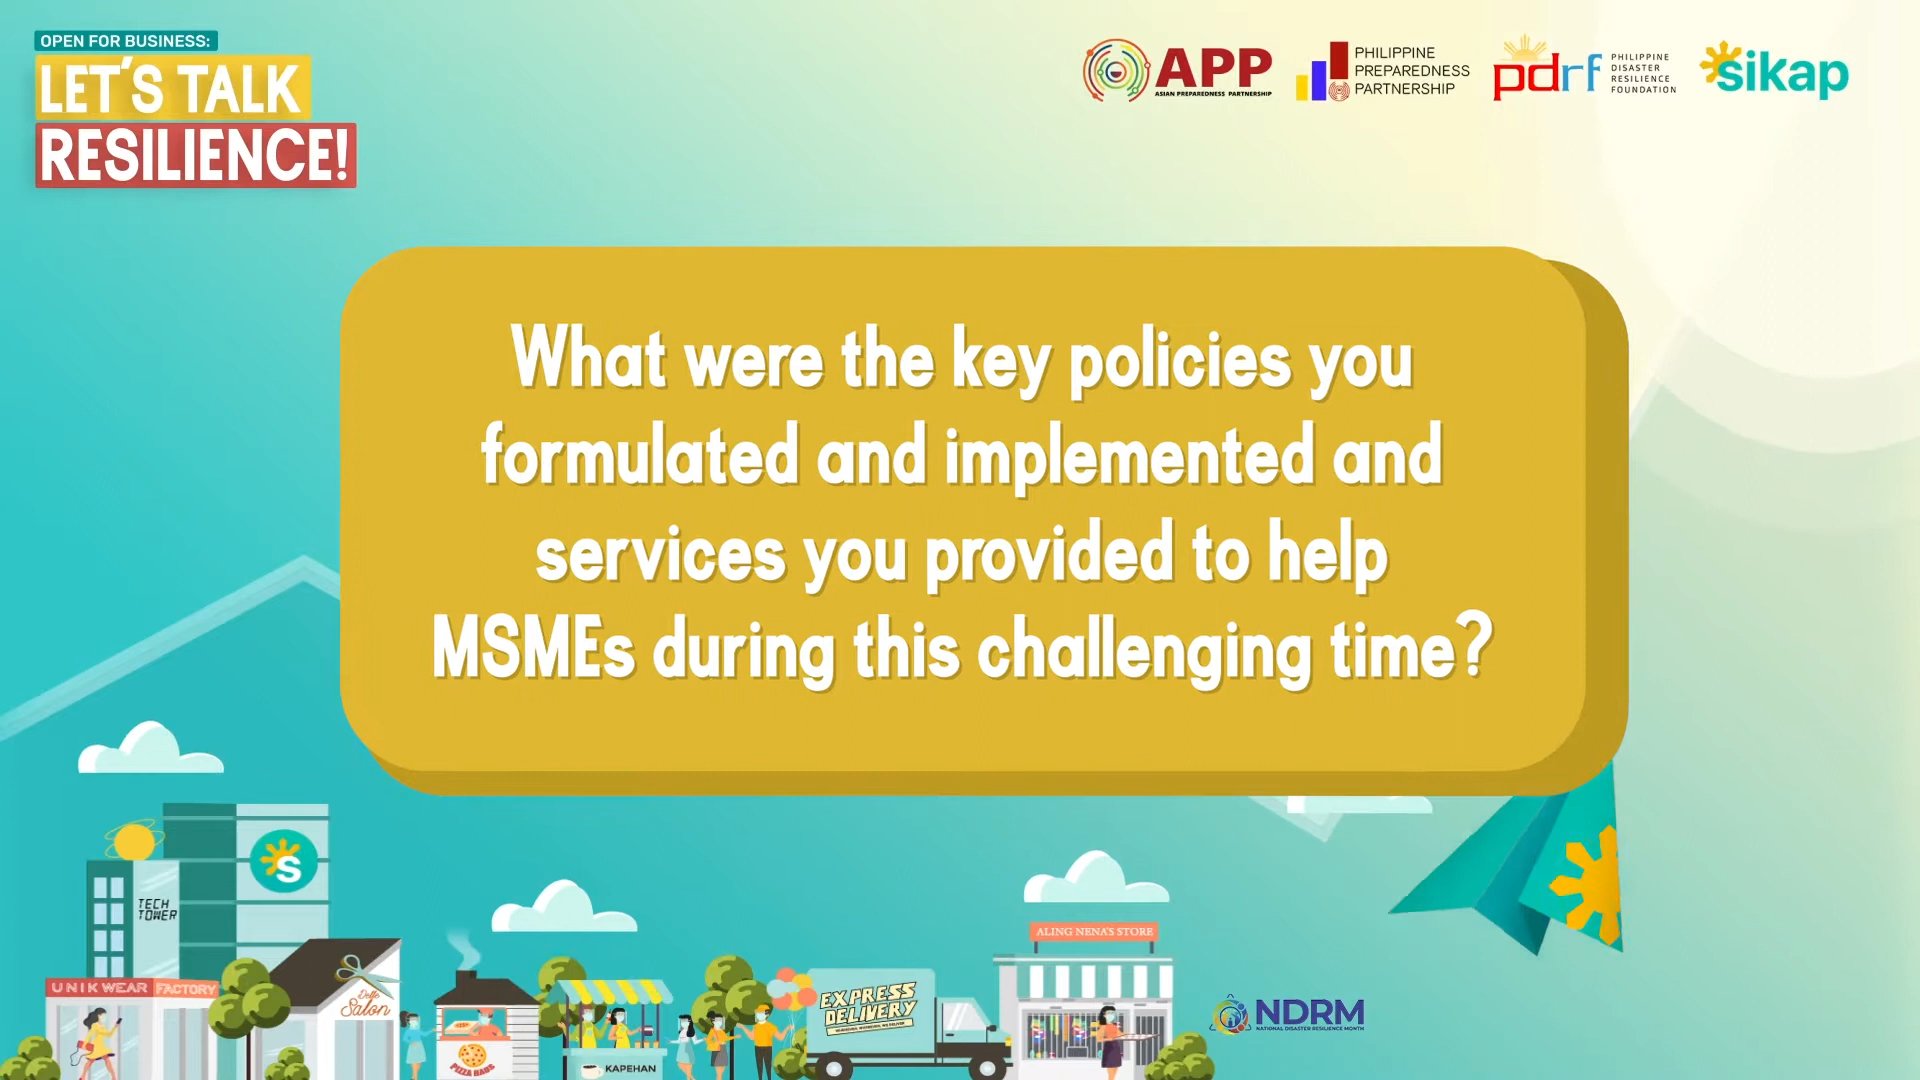 OPEN FOR BUSINESS:
LET'S TALK
RESILIENCE!
APP
ASIAN PREPAREDNESS PARTNERSHIP
PHILIPPINE
PREPAREDNESS
PARTNERSHIP
pdrf
PHILIPPINE
DISASTER
RESILIENCE
FOUNDATION
sikap
What were the key policies you
formulated and implemented and
services you provided to help
MSMEs during this challenging time?
S
TECH
TOWER
UNIKWEAR FACTORY
Salon
PIZZA HAUS
KAPEHAN
EXPRESS
DELIVERY
ALING NENA'S STORE
NDRM
NATIONAL DISASTER RESILIENCE MONTH